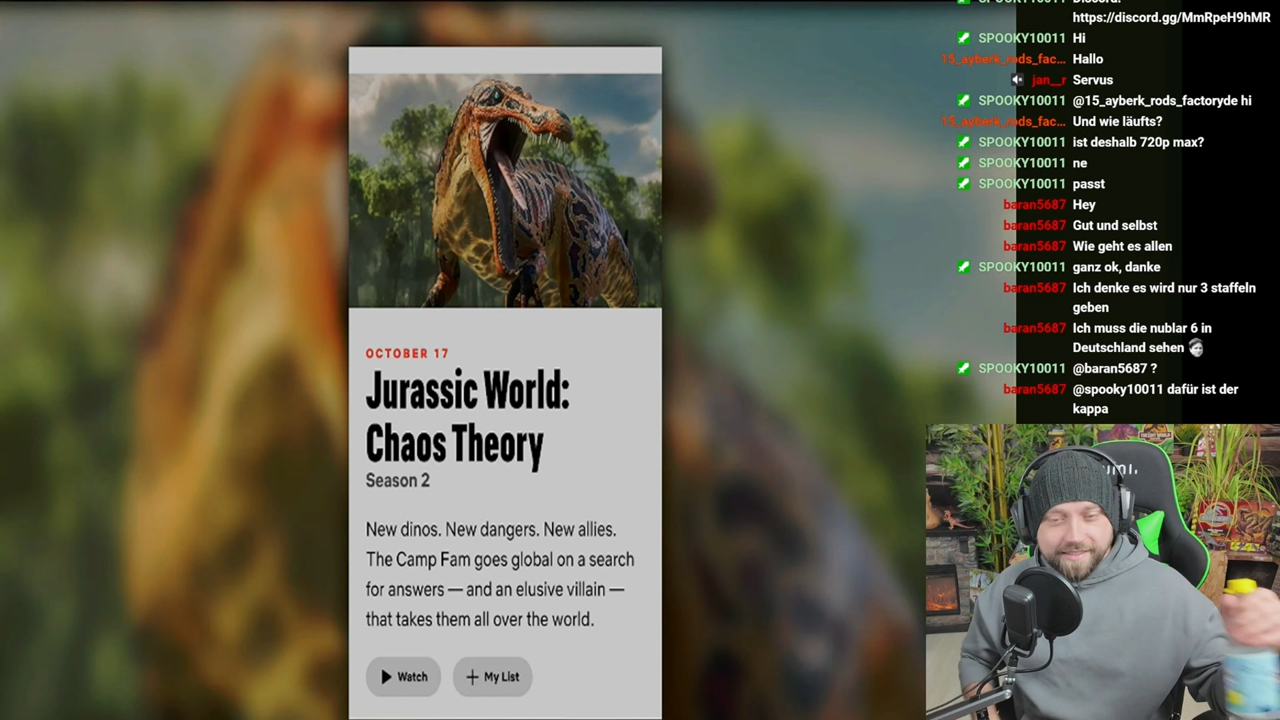 OCTOBER 17
Jurassic World:
Chaos Theory
Season 2
New dinos. New dangers. New allies.
The Camp Fam goes global on a search
for answers — and an elusive villain —
that takes them all over the world.
Watch
My List
https://discord.gg/MmRpeH9hMR
SPOOKY10011 Hi
15_ayberk_rods_fac... Hallo
jan__r Servus
SPOOKY10011 @15_ayberk_rods_factoryde hi
15_ayberk_rods_fac... Und wie läufts?
SPOOKY10011 ist deshalb 720p max?
SPOOKY10011 ne
SPOOKY10011 passt
baran5687 Hey
baran5687 Gut und selbst
baran5687 Wie geht es allen
SPOOKY10011 ganz ok, danke
baran5687 Ich denke es wird nur 3 staffeln
geben
baran5687 Ich muss die nublar 6 in
Deutschland sehen
SPOOKY10011 @baran5687 ?
baran5687 @spooky10011 dafür ist der
kappa